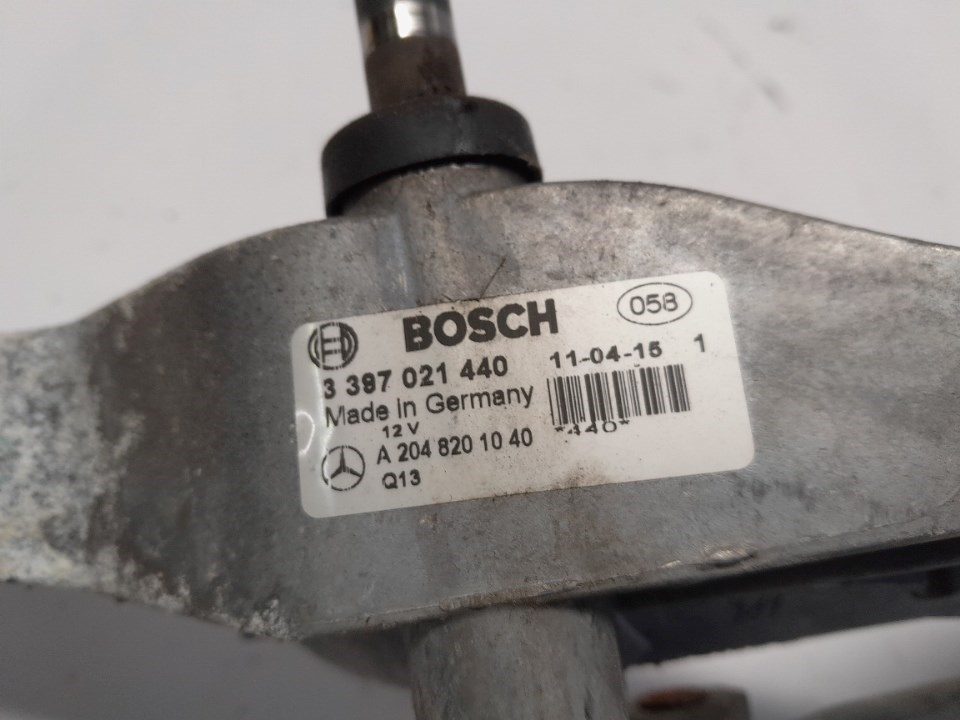 BOSCH 058
3 397 021 440 11-04-15 1
Made in Germany
12 V *440*
A 204 820 10 40
Q13